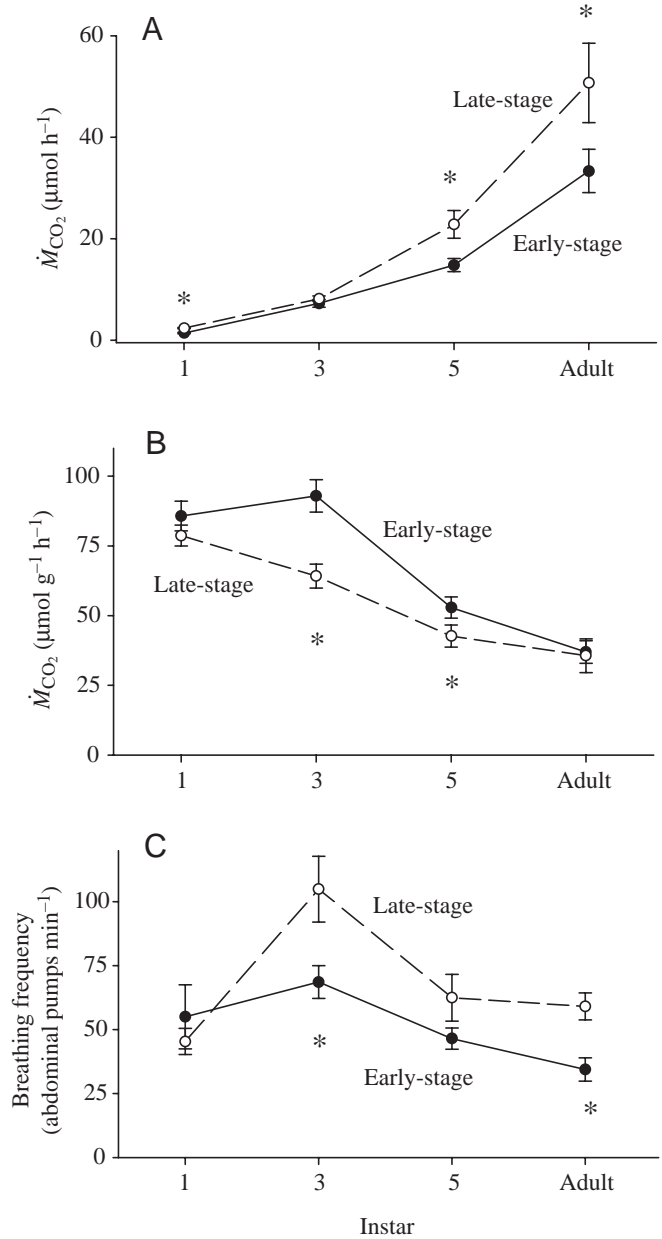 A
60
40
20
0
ṀCO₂ (µmol h⁻¹)
*
*
*
Late-stage
Early-stage
1 3 5 Adult
B
100
75
50
25
0
ṀCO₂ (µmol g⁻¹ h⁻¹)
Early-stage
Late-stage
*
*
1 3 5 Adult
C
100
75
50
25
0
Breathing frequency
(abdominal pumps min⁻¹)
Late-stage
*
Early-stage
*
1 3 5 Adult
Instar